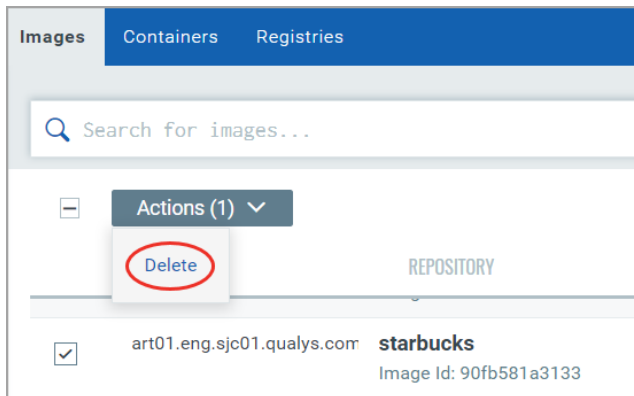 Images Containers Registries
Search for images...
Actions (1)
Delete
REPOSITORY
art01.eng.sjc01.qualys.com starbucks
Image Id: 90fb581a3133